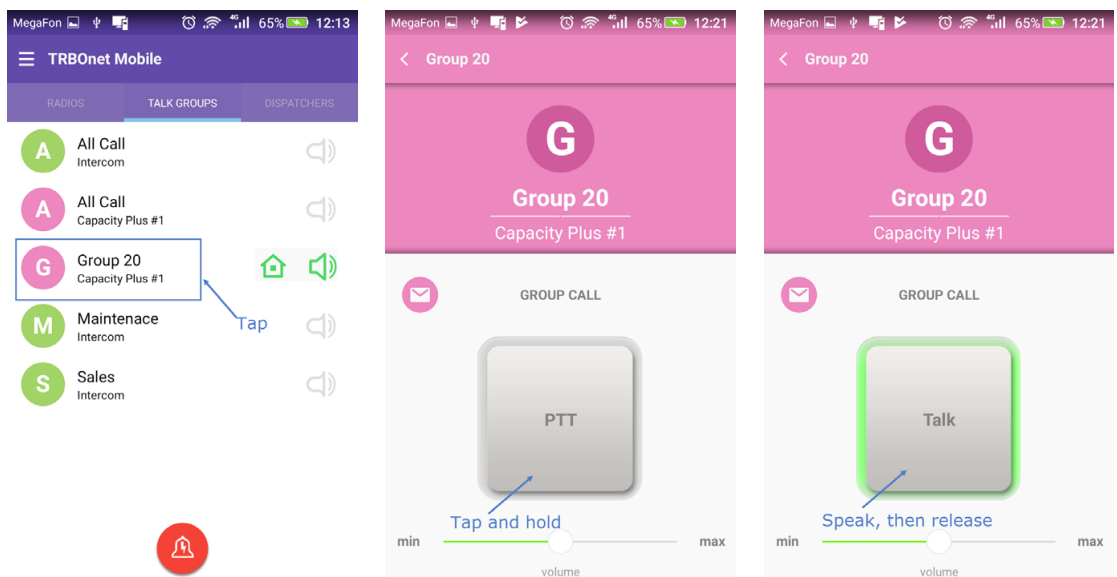 MegaFon 4G 65% 12:13
TRBOnet Mobile
RADIOS TALK GROUPS DISPATCHERS
A All Call
Intercom
A All Call
Capacity Plus #1
G Group 20
Capacity Plus #1
Tap
M Maintenace
Intercom
S Sales
Intercom
MegaFon 4G 65% 12:21
Group 20
G
Group 20
Capacity Plus #1
GROUP CALL
PTT
Tap and hold
min max
volume
MegaFon 4G 65% 12:21
Group 20
G
Group 20
Capacity Plus #1
GROUP CALL
Talk
Speak, then release
min max
volume